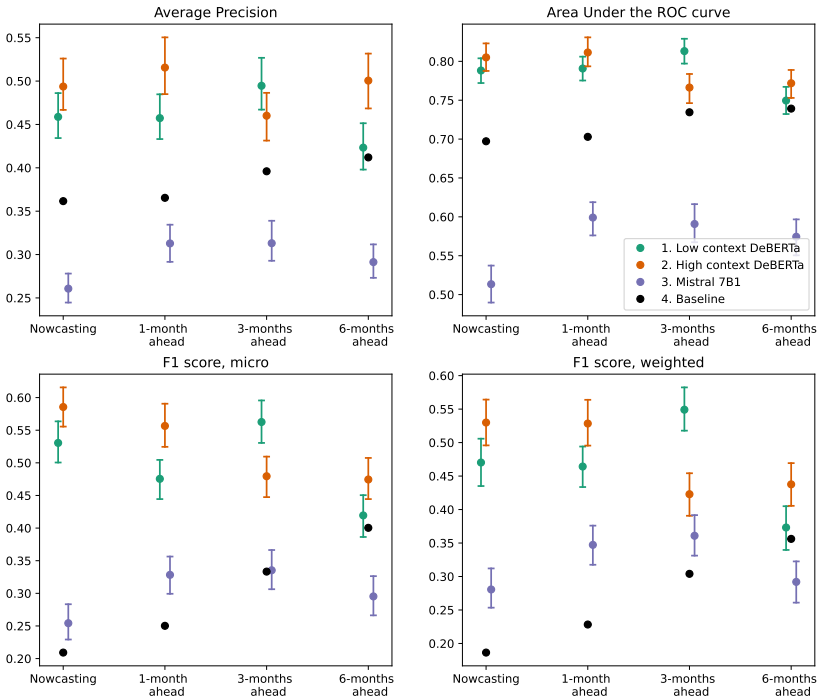 Average Precision
0.55
0.50
0.45
0.40
0.35
0.30
0.25
Nowcasting
1-month
ahead
3-months
ahead
6-months
ahead
Area Under the ROC curve
0.80
0.75
0.70
0.65
0.60
0.55
0.50
1. Low context DeBERTa
2. High context DeBERTa
3. Mistral 7B1
4. Baseline
Nowcasting
1-month
ahead
3-months
ahead
6-months
ahead
F1 score, micro
0.60
0.55
0.50
0.45
0.40
0.35
0.30
0.25
0.20
Nowcasting
1-month
ahead
3-months
ahead
6-months
ahead
F1 score, weighted
0.60
0.55
0.50
0.45
0.40
0.35
0.30
0.25
0.20
Nowcasting
1-month
ahead
3-months
ahead
6-months
ahead